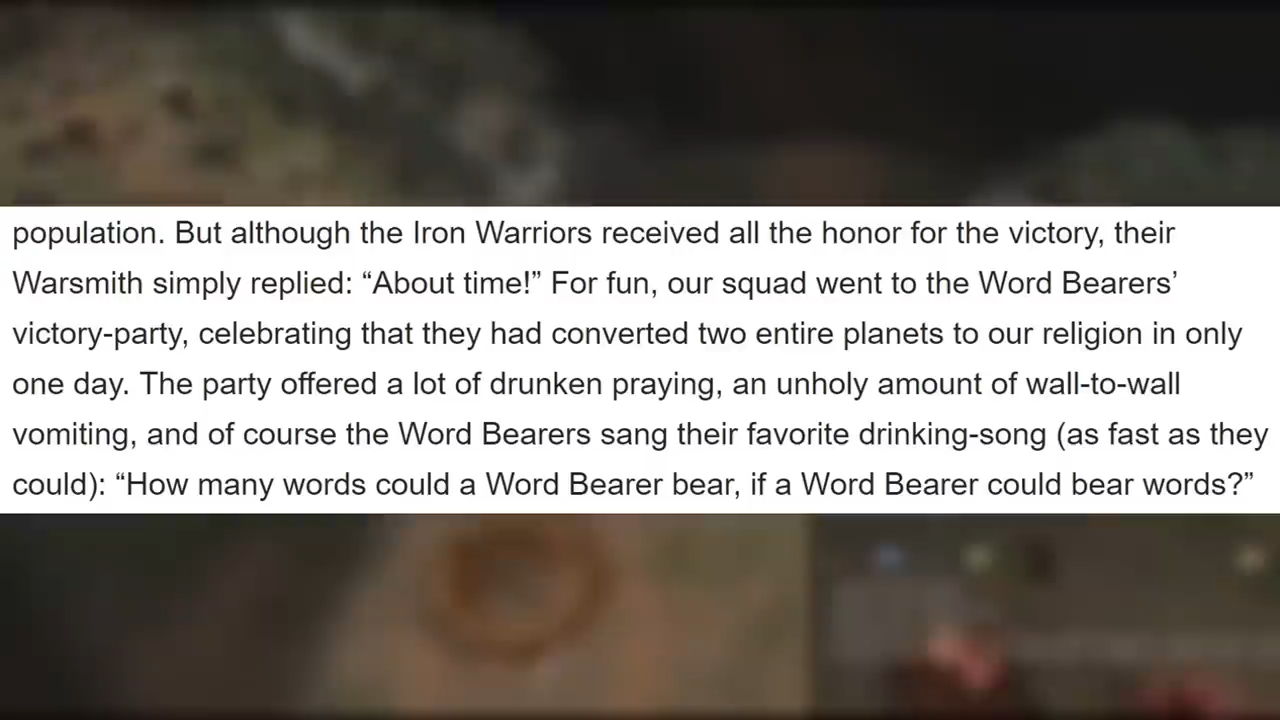 population. But although the Iron Warriors received all the honor for the victory, their
Warsmith simply replied: “About time!” For fun, our squad went to the Word Bearers’
victory-party, celebrating that they had converted two entire planets to our religion in only
one day. The party offered a lot of drunken praying, an unholy amount of wall-to-wall
vomiting, and of course the Word Bearers sang their favorite drinking-song (as fast as they
could): “How many words could a Word Bearer bear, if a Word Bearer could bear words?”